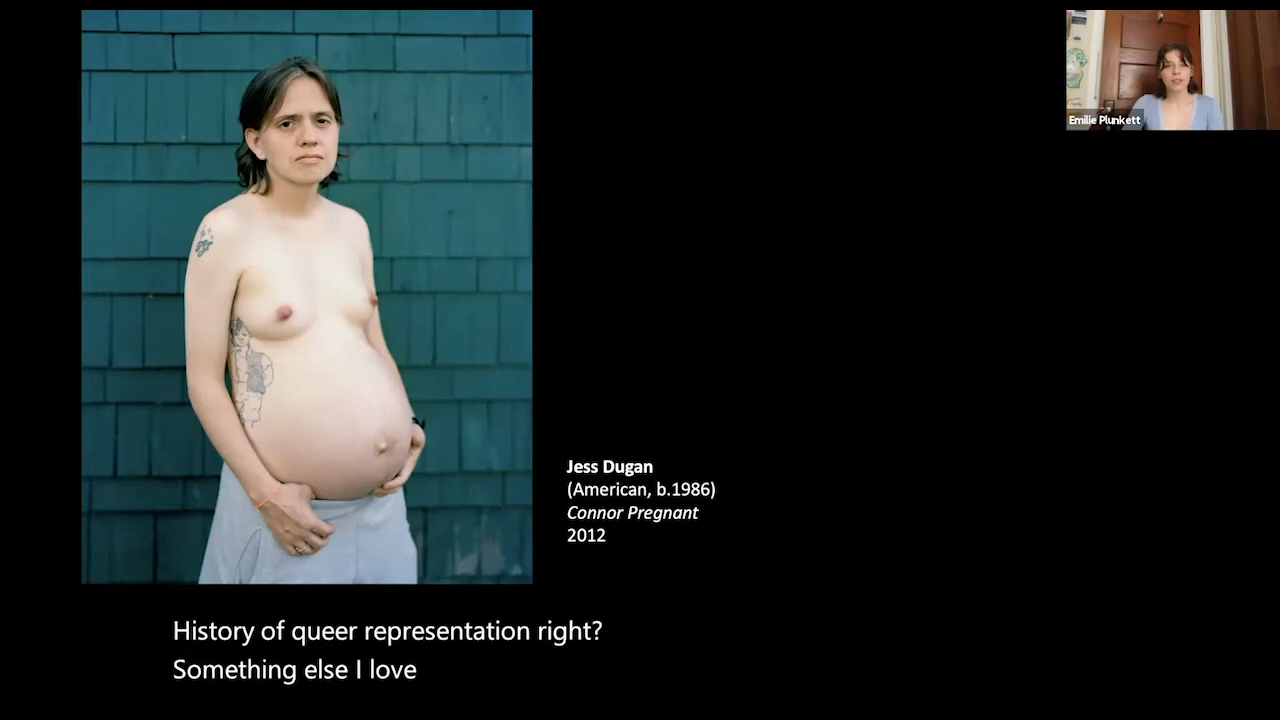 Emilie Plunkett
Jess Dugan
(American, b.1986)
Connor Pregnant
2012
History of queer representation right?
Something else I love